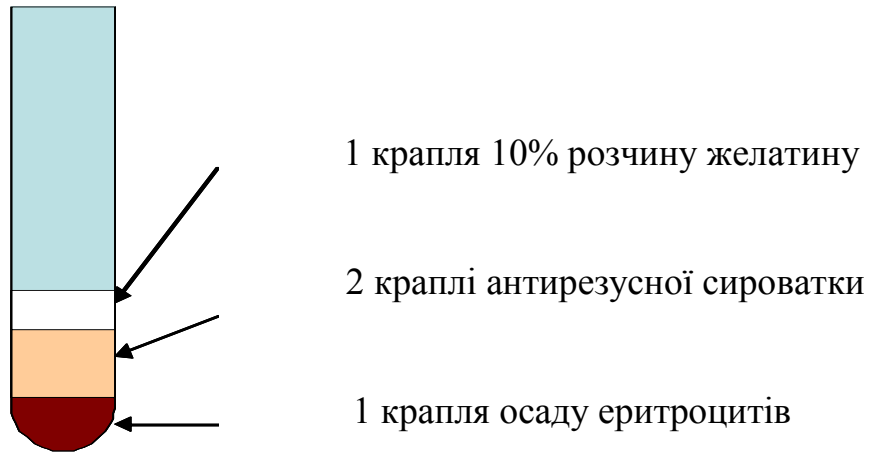 1 крапля 10% розчину желатину
2 краплі антирезусної сироватки
1 крапля осаду еритроцитів